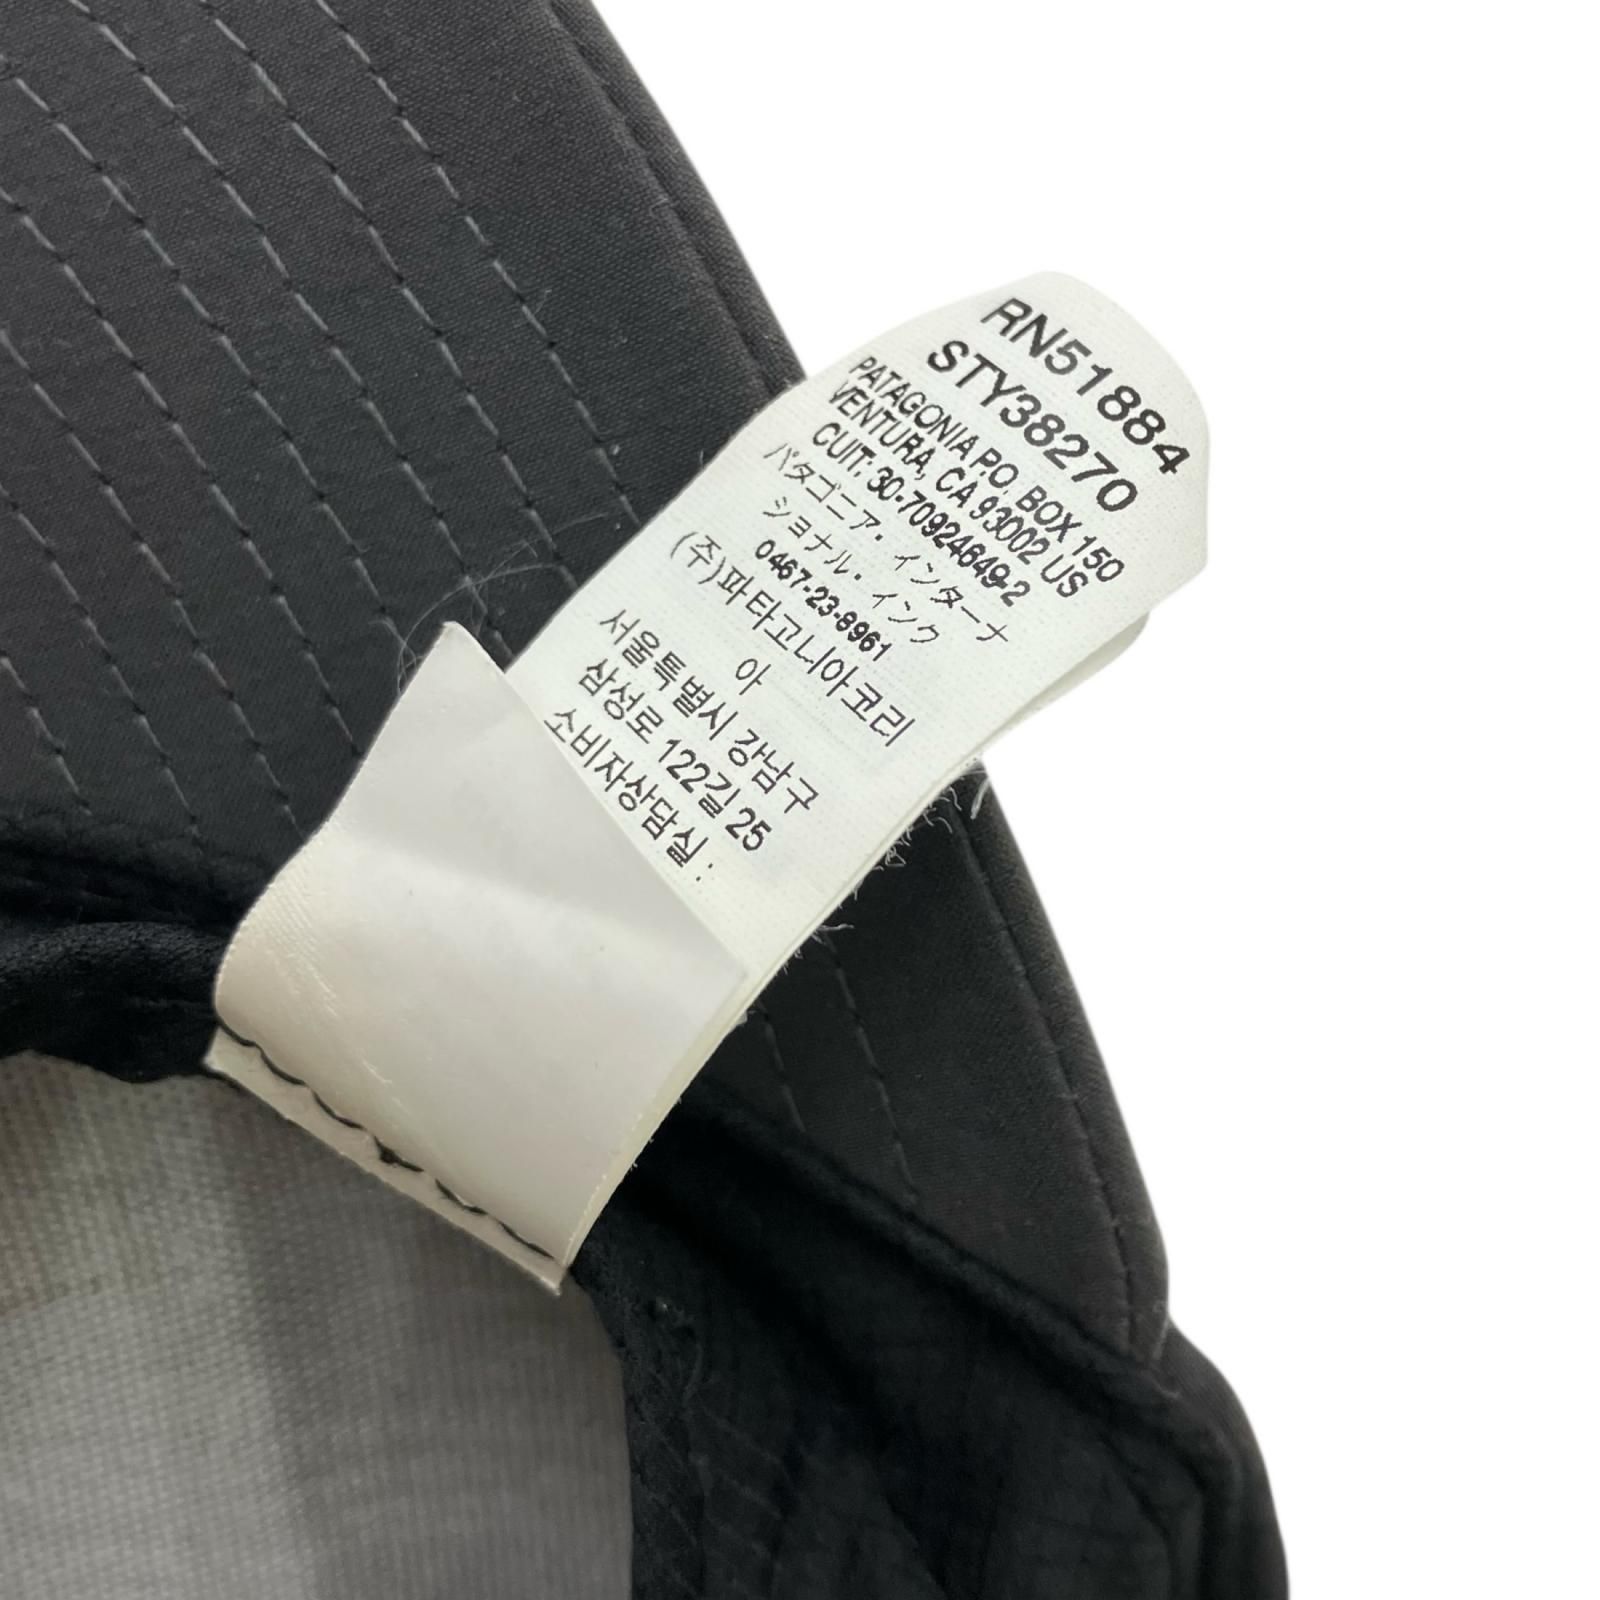 RN51884
STY38270
PATAGONIA P.O. BOX 150
VENTURA, CA 93002 US
CUIT: 30-70924649-2
パタゴニア・インターナ
ショナル・インク
0467-23-8961
(주)파타고니아코리
아
서울특별시 강남구
삼성로 122길 25
소비자상담실 :